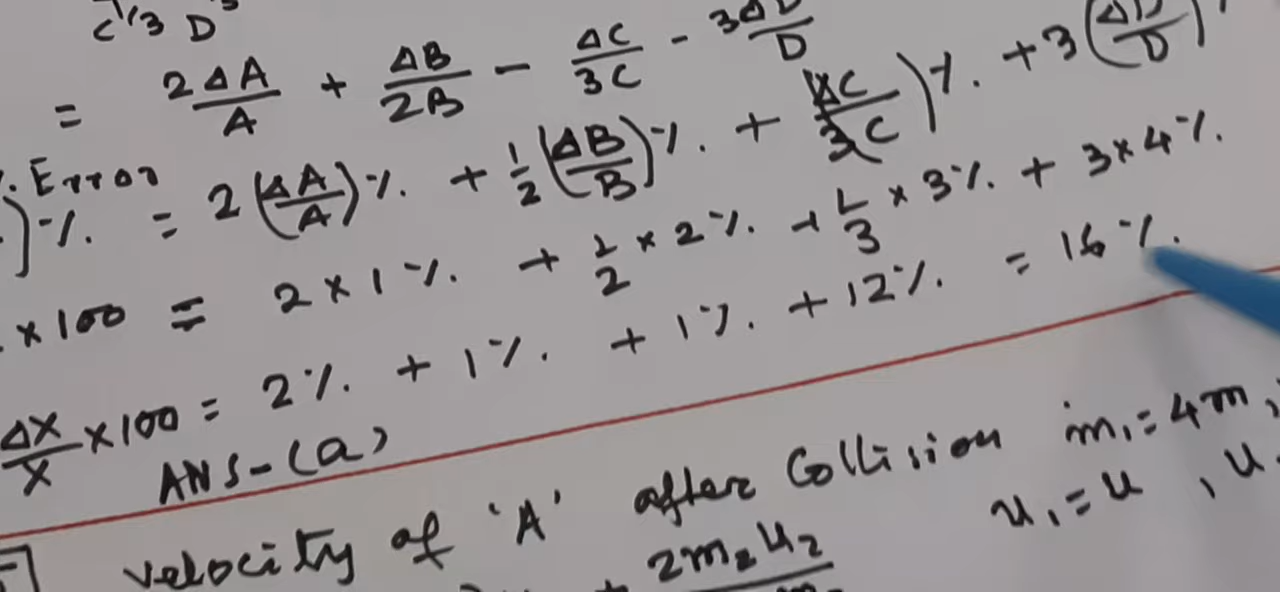 C^1/3 D^3
= 2ΔA/A + ΔB/2B - ΔC/3C - 3ΔD/D
Error
% = 2(ΔA/A)% + 1/2(ΔB/B)% + ΔC/3C)% + 3(ΔD/D)
× 100 = 2 × 1% + 1/2 × 2% + 1/3 × 3% + 3 × 4%.
ΔX/X × 100 = 2% + 1% + 1% + 12% = 16%.
ANS - (a)
velocity of 'A' after Collision m₁ = 4m,
u₁ = u , u
+ 2m₂u₂